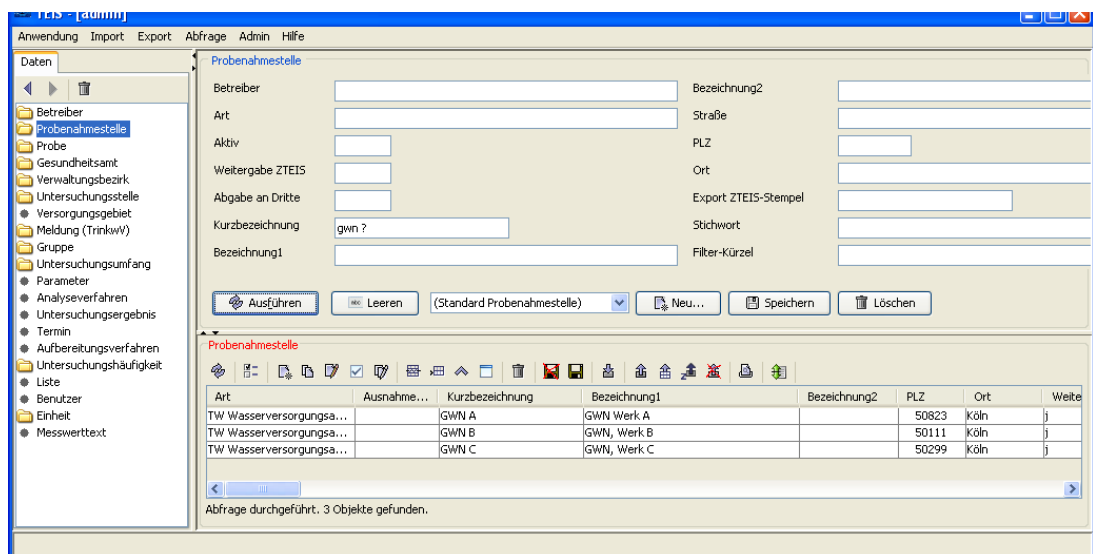 TEIS - [admin]
Anwendung Import Export Abfrage Admin Hilfe
Daten
Betreiber
Probenahmestelle
Probe
Gesundheitsamt
Verwaltungsbezirk
Untersuchungsstelle
Versorgungsgebiet
Meldung (TrinkwV)
Gruppe
Untersuchungsumfang
Parameter
Analyseverfahren
Untersuchungsergebnis
Termin
Aufbereitungsverfahren
Untersuchungshäufigkeit
Liste
Benutzer
Einheit
Messwerttext
Probenahmestelle
Betreiber Bezeichnung2
Art Straße
Aktiv PLZ
Weitergabe ZTEIS Ort
Abgabe an Dritte Export ZTEIS-Stempel
Kurzbezeichnung gwn ? Stichwort
Bezeichnung1 Filter-Kürzel
Ausführen abc Leeren (Standard Probenahmestelle) Neu... Speichern Löschen
Probenahmestelle
Art Ausnahme... Kurzbezeichnung Bezeichnung1 Bezeichnung2 PLZ Ort Weite
TW Wasserversorgungsa... GWN A GWN Werk A 50823 Köln j
TW Wasserversorgungsa... GWN B GWN, Werk B 50111 Köln j
TW Wasserversorgungsa... GWN C GWN, Werk C 50299 Köln j
Abfrage durchgeführt. 3 Objekte gefunden.